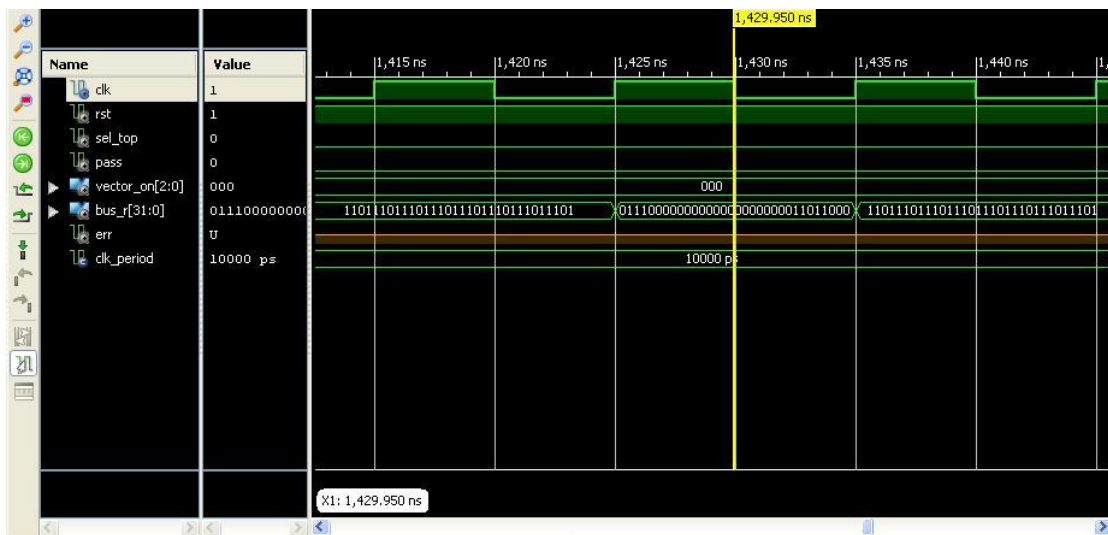 1,429.950 ns
Name Value 1,415 ns 1,420 ns 1,425 ns 1,430 ns 1,435 ns 1,440 ns 1,
clk 1
rst 1
sel_top 0
pass 0
vector_on[2:0] 000 000
bus_r[31:0] 01110000000 11011101110111011101110111011101 01110000000000000000000011011000 11011101110111011101110111011101
err U
clk_period 10000 ps 10000 ps
X1: 1,429.950 ns